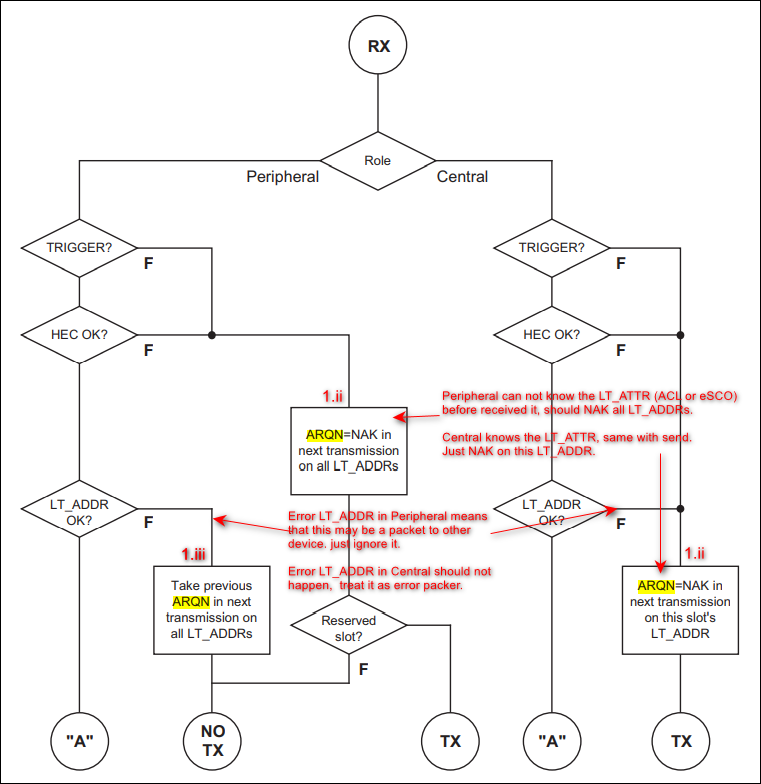 RX
Role
Peripheral
Central
TRIGGER?
F
TRIGGER?
F
HEC OK?
F
HEC OK?
F
1.ii
Peripheral can not know the LT_ATTR (ACL or eSCO)
before received it, should NAK all LT_ADDRs.
Central knows the LT_ATTR, same with send.
Just NAK on this LT_ADDR.
ARQN=NAK in
next transmission
on all LT_ADDRs
LT_ADDR
OK?
F
Error LT_ADDR in Peripheral means
that this may be a packet to other
device. just ignore it.
Error LT_ADDR in Central should not
happen, treat it as error packer.
LT_ADDR
OK?
F
1.iii
1.ii
Take previous
ARQN in next
transmission on
all LT_ADDRs
Reserved
slot?
F
ARQN=NAK in
next transmission
on this slot's
LT_ADDR
"A"
NO
TX
TX
"A"
TX